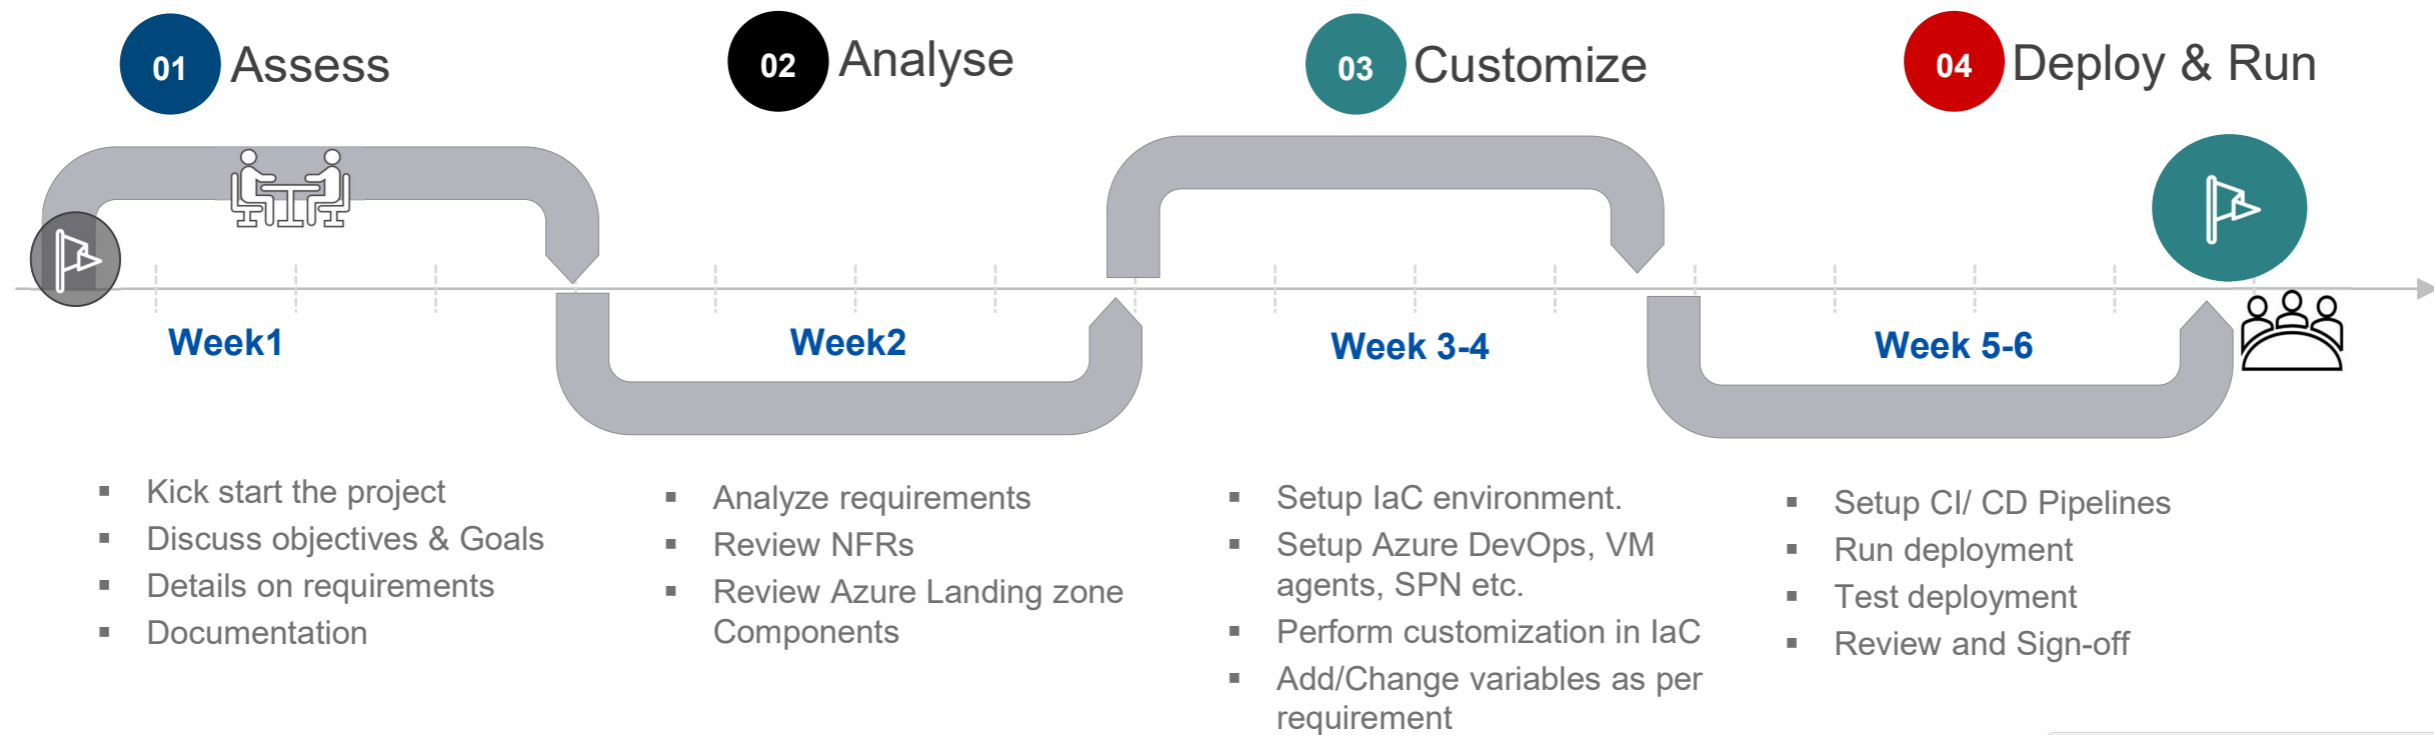 01 Assess
02 Analyse
03 Customize
04 Deploy & Run
Week1
Week2
Week 3-4
Week 5-6
▪ Kick start the project
▪ Discuss objectives & Goals
▪ Details on requirements
▪ Documentation
▪ Analyze requirements
▪ Review NFRs
▪ Review Azure Landing zone
Components
▪ Setup IaC environment.
▪ Setup Azure DevOps, VM
agents, SPN etc.
▪ Perform customization in IaC
▪ Add/Change variables as per
requirement
▪ Setup CI/ CD Pipelines
▪ Run deployment
▪ Test deployment
▪ Review and Sign-off